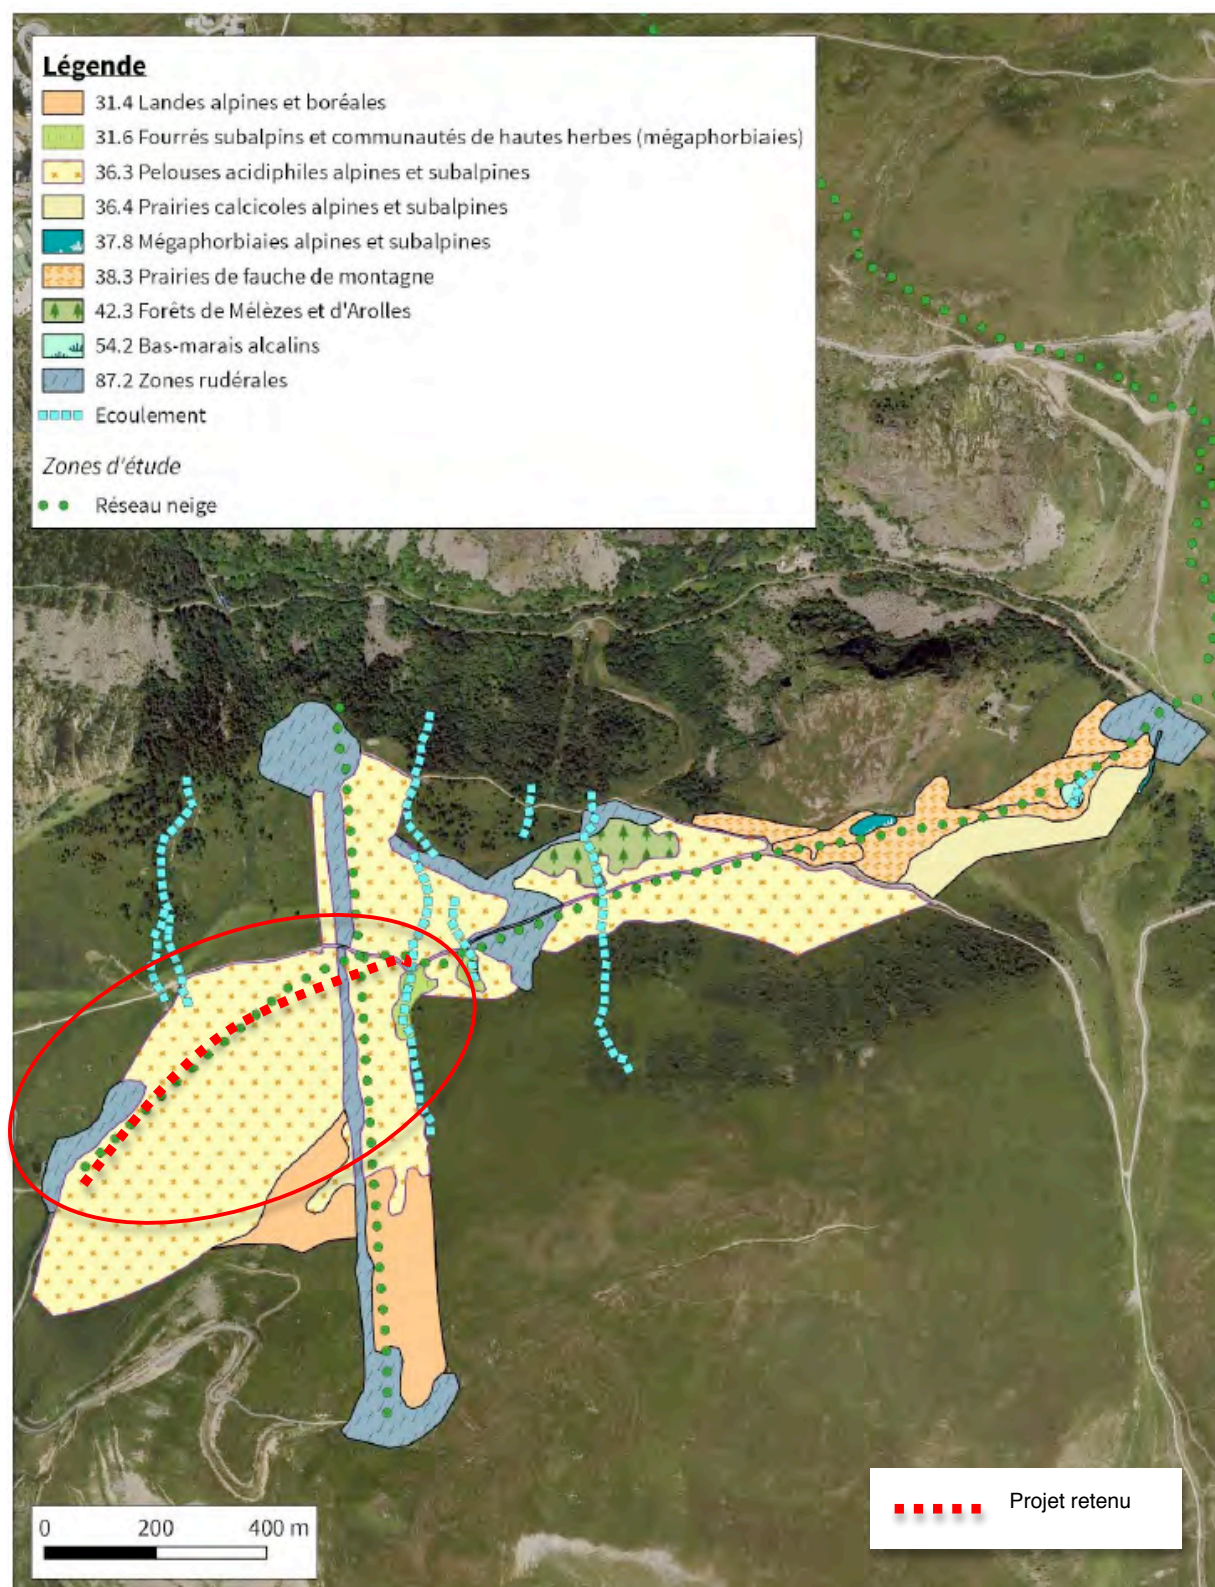 Légende
31.4 Landes alpines et boréales
31.6 Fourrés subalpins et communautés de hautes herbes (mégaphorbiaies)
36.3 Pelouses acidiphiles alpines et subalpines
36.4 Prairies calcicoles alpines et subalpines
37.8 Mégaphorbiaies alpines et subalpines
38.3 Prairies de fauche de montagne
42.3 Forêts de Mélèzes et d'Arolles
54.2 Bas-marais alcalins
87.2 Zones rudérales
Ecoulement
Zones d'étude
Réseau neige
0 200 400 m
Projet retenu